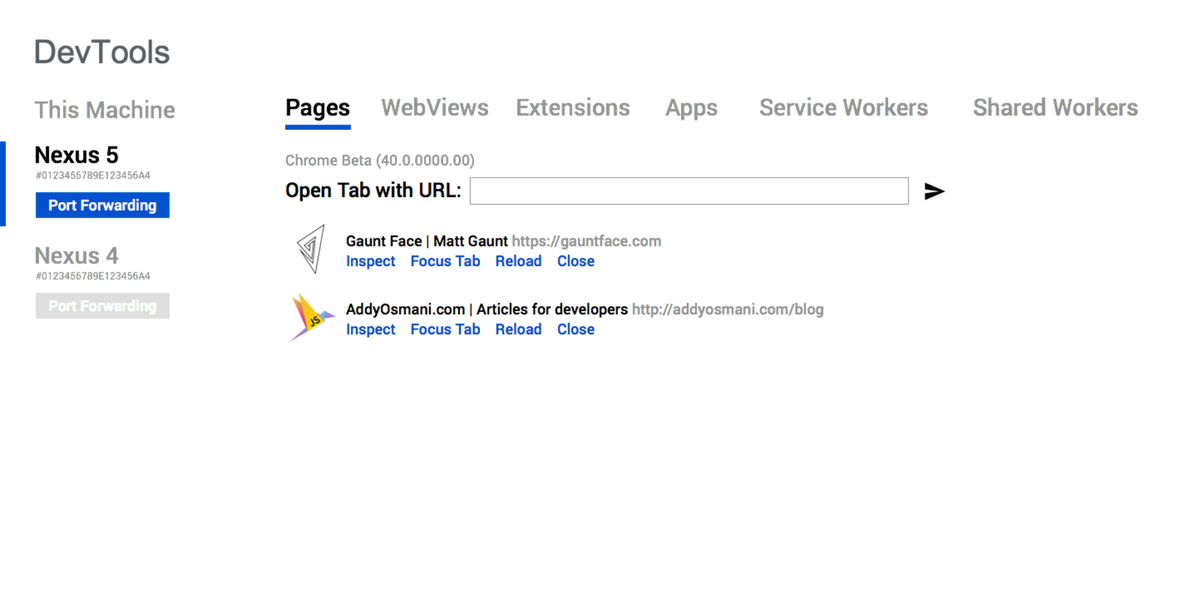 DevTools
This Machine
Nexus 5
#0123456789E123456A4
Port Forwarding
Nexus 4
#0123456789E123456A4
Port Forwarding
Pages WebViews Extensions Apps Service Workers Shared Workers
Chrome Beta (40.0.0000.00)
Open Tab with URL:
Gaunt Face | Matt Gaunt https://gauntface.com
Inspect Focus Tab Reload Close
JS
AddyOsmani.com | Articles for developers http://addyosmani.com/blog
Inspect Focus Tab Reload Close